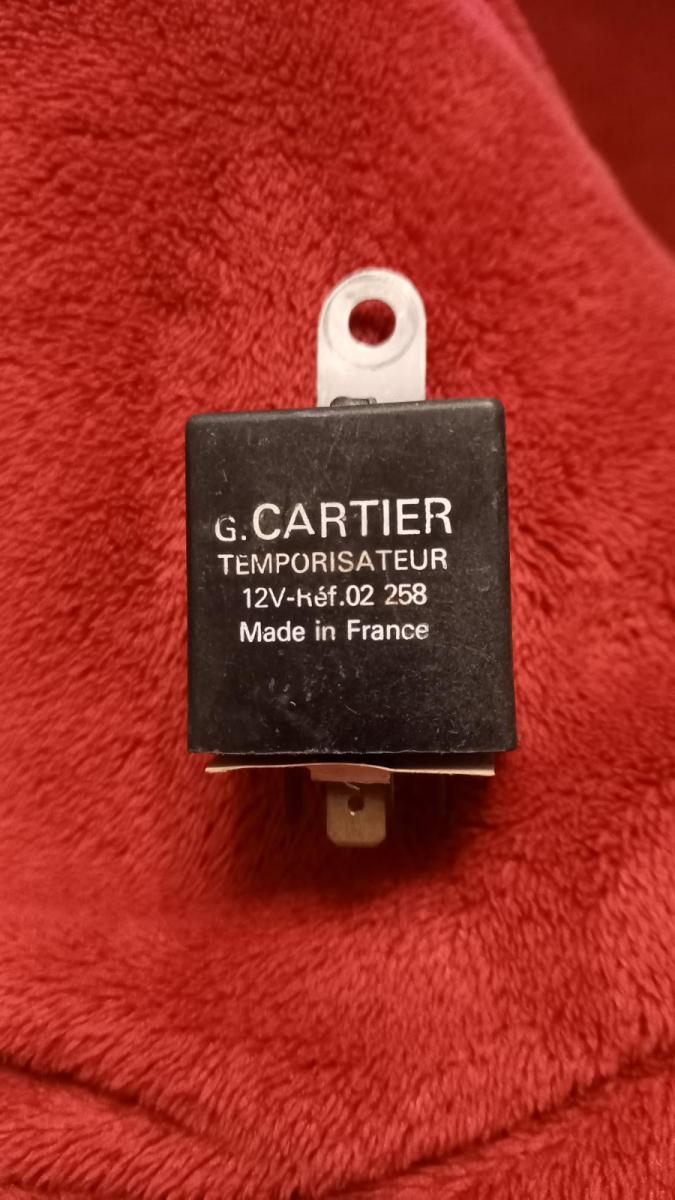 G. CARTIER
TEMPORISATEUR
12V-Réf.02 258
Made in France